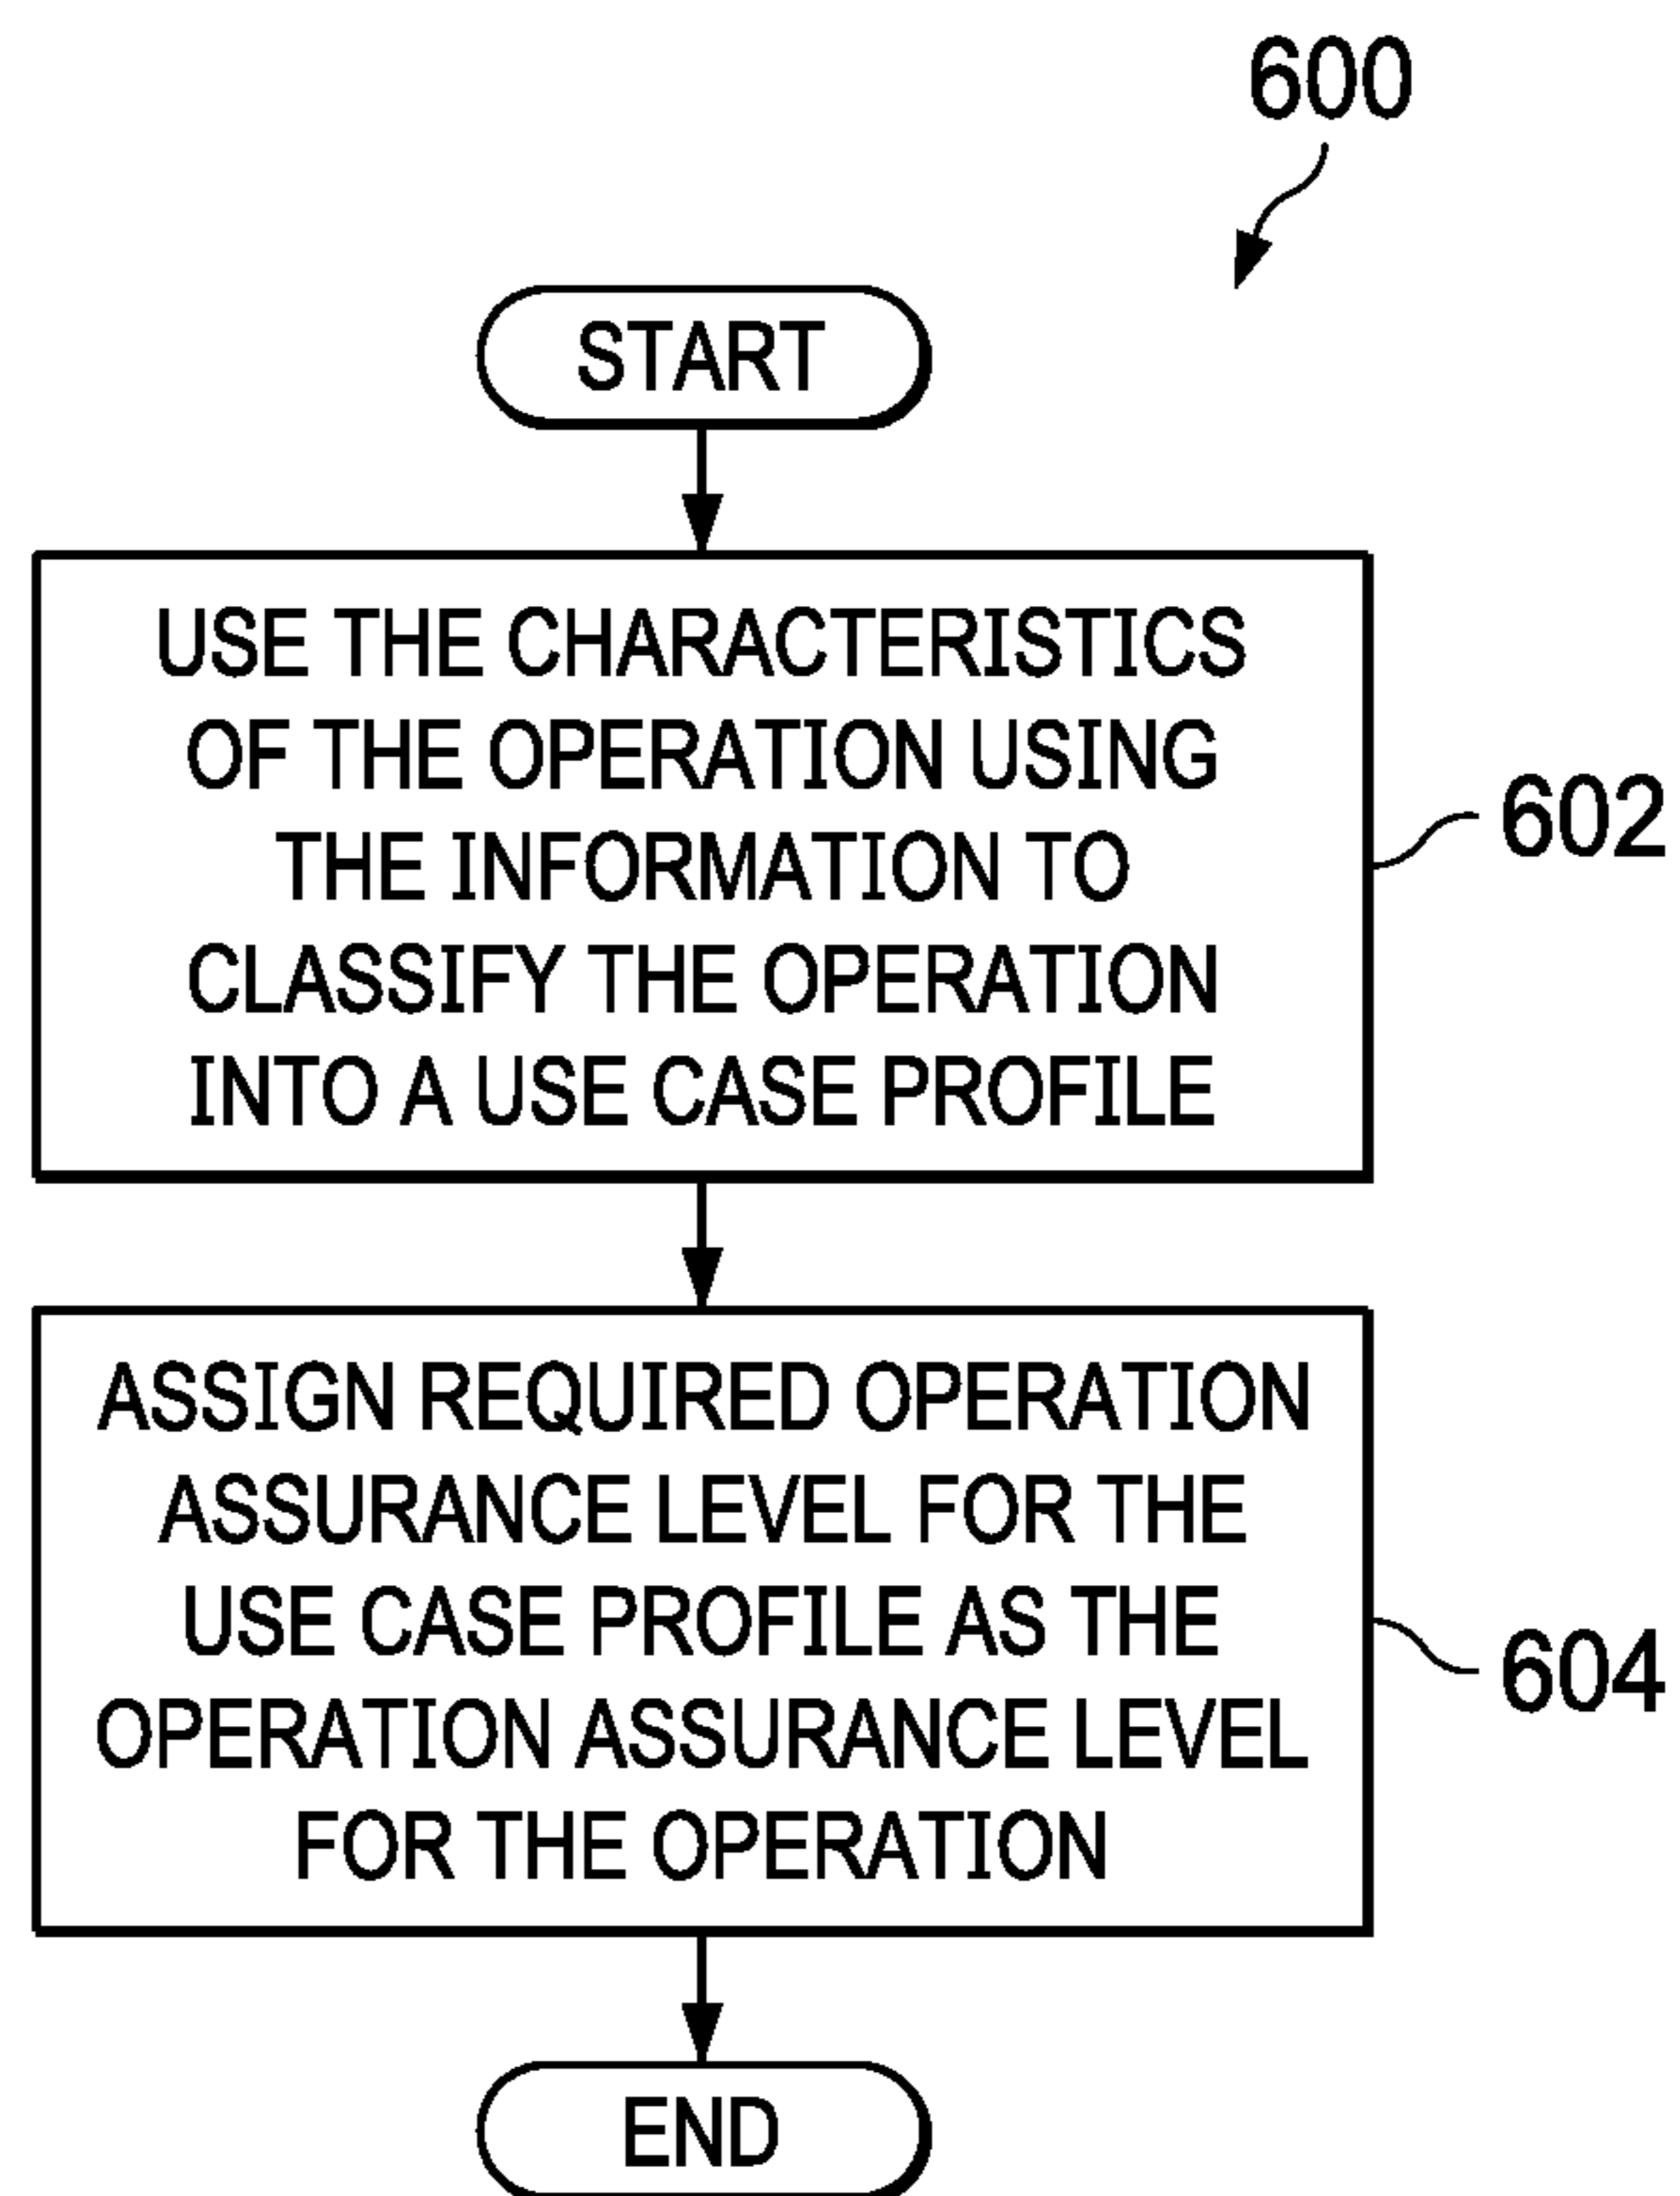 600
START
USE THE CHARACTERISTICS
OF THE OPERATION USING
THE INFORMATION TO
CLASSIFY THE OPERATION
INTO A USE CASE PROFILE
602
ASSIGN REQUIRED OPERATION
ASSURANCE LEVEL FOR THE
USE CASE PROFILE AS THE
OPERATION ASSURANCE LEVEL
FOR THE OPERATION
604
END